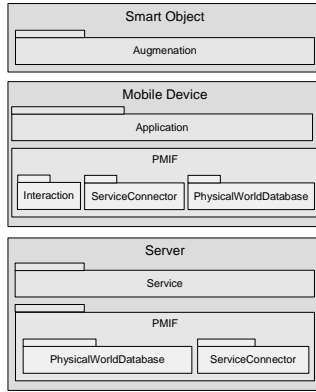 Smart Object
Augmenation
Mobile Device
Application
PMIF
Interaction
ServiceConnector
PhysicalWorldDatabase
Server
Service
PMIF
PhysicalWorldDatabase
ServiceConnector